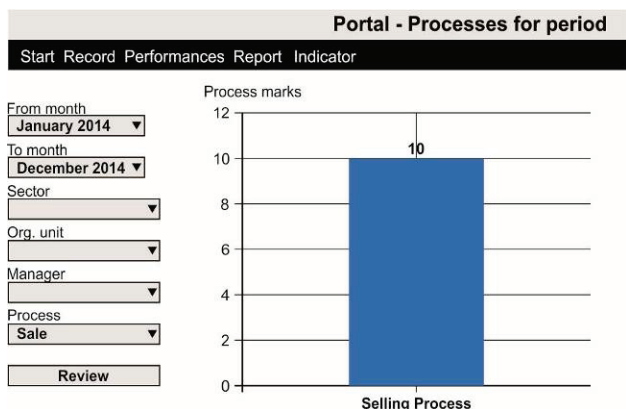 Portal - Processes for period
Start Record Performances Report Indicator
From month
January 2014
To month
December 2014
Sector
Org. unit
Manager
Process
Sale
Review
Process marks
12
10
8
6
4
2
0
10
Selling Process